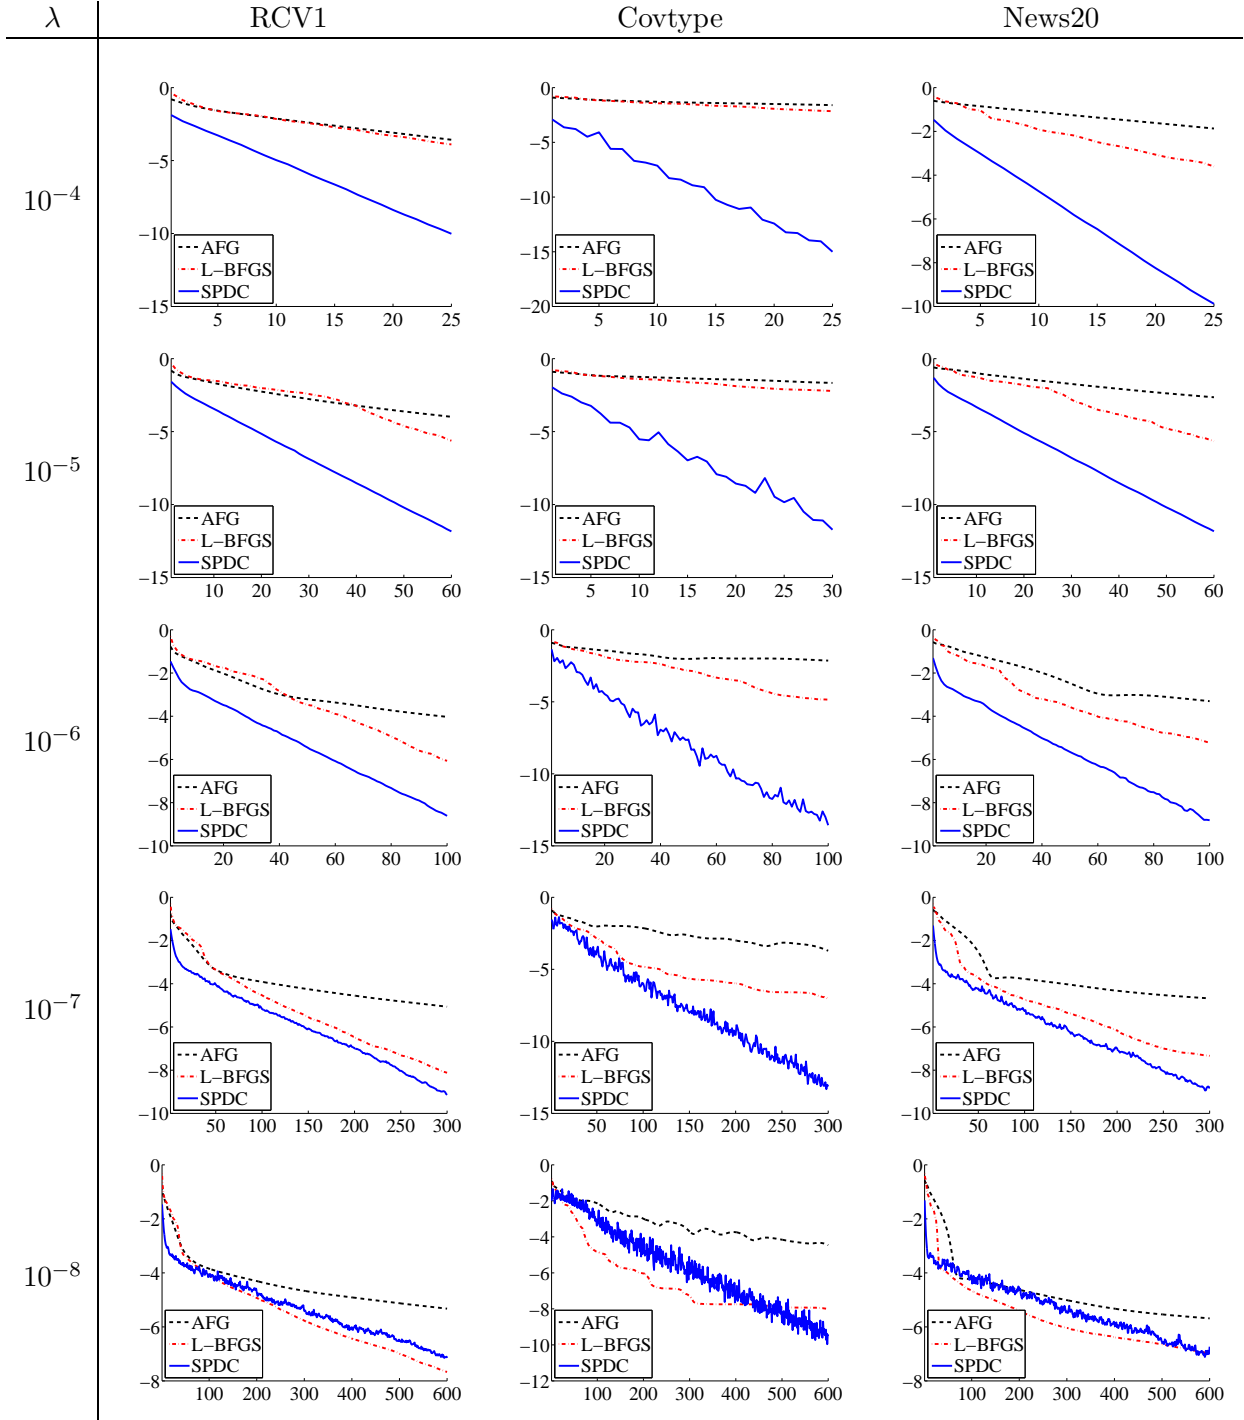 λ RCV1 Covtype News20
10⁻⁴
0
−5
−10
−15
5 10 15 20 25
AFG
L−BFGS
SPDC
0
−5
−10
−15
−20
5 10 15 20 25
AFG
L−BFGS
SPDC
0
−2
−4
−6
−8
−10
5 10 15 20 25
AFG
L−BFGS
SPDC
10⁻⁵
0
−5
−10
−15
10 20 30 40 50 60
AFG
L−BFGS
SPDC
0
−5
−10
−15
5 10 15 20 25 30
AFG
L−BFGS
SPDC
0
−5
−10
−15
10 20 30 40 50 60
AFG
L−BFGS
SPDC
10⁻⁶
0
−2
−4
−6
−8
−10
20 40 60 80 100
AFG
L−BFGS
SPDC
0
−5
−10
−15
20 40 60 80 100
AFG
L−BFGS
SPDC
0
−2
−4
−6
−8
−10
20 40 60 80 100
AFG
L−BFGS
SPDC
10⁻⁷
0
−2
−4
−6
−8
−10
50 100 150 200 250 300
AFG
L−BFGS
SPDC
0
−5
−10
−15
50 100 150 200 250 300
AFG
L−BFGS
SPDC
0
−2
−4
−6
−8
−10
50 100 150 200 250 300
AFG
L−BFGS
SPDC
10⁻⁸
0
−2
−4
−6
−8
100 200 300 400 500 600
AFG
L−BFGS
SPDC
0
−2
−4
−6
−8
−10
−12
100 200 300 400 500 600
AFG
L−BFGS
SPDC
0
−2
−4
−6
−8
100 200 300 400 500 600
AFG
L−BFGS
SPDC